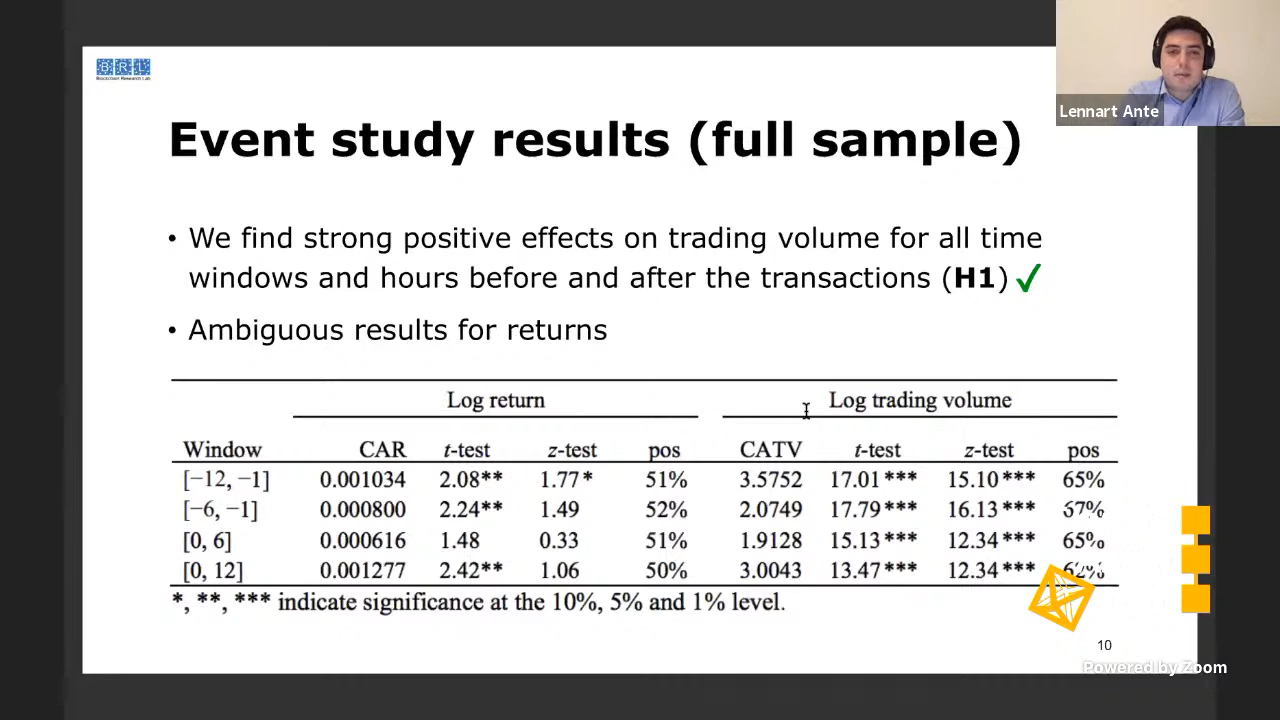 BRL
Blockchain Research Lab
Lennart Ante
Event study results (full sample)
• We find strong positive effects on trading volume for all time
windows and hours before and after the transactions (H1) ✓
• Ambiguous results for returns
Log return Log trading volume
Window CAR t-test z-test pos CATV t-test z-test pos
[−12, −1] 0.001034 2.08** 1.77* 51% 3.5752 17.01*** 15.10*** 65%
[−6, −1] 0.000800 2.24** 1.49 52% 2.0749 17.79*** 16.13*** 67%
[0, 6] 0.000616 1.48 0.33 51% 1.9128 15.13*** 12.34*** 65%
[0, 12] 0.001277 2.42** 1.06 50% 3.0043 13.47*** 12.34*** 62%
*, **, *** indicate significance at the 10%, 5% and 1% level.
10
Powered by Zoom